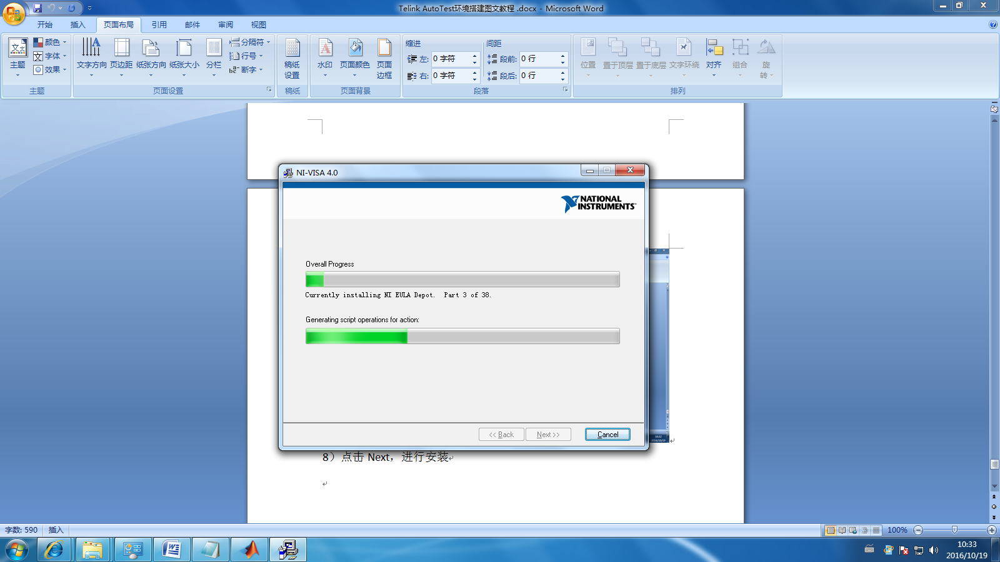 Telink AutoTest环境搭建图文教程 .docx - Microsoft Word
开始 插入 页面布局 引用 邮件 审阅 视图
主题 颜色 字体 效果
主题
文字方向 页边距 纸张方向 纸张大小 分栏 分隔符 行号 断字
页面设置
稿纸
设置
稿纸
水印 页面颜色 页面
边框
页面背景
缩进 间距
左: 0 字符 段前: 0 行
右: 0 字符 段后: 0 行
段落
位置 置于顶层 置于底层 文字环绕 对齐 组合 旋
转
排列
NI-VISA 4.0
NATIONAL
INSTRUMENTS
Overall Progress
Currently installing NI EULA Depot. Part 3 of 38.
Generating script operations for action:
<< Back Next >> Cancel
8）点击 Next，进行安装
字数: 590 插入
100%
10:33
2016/10/19